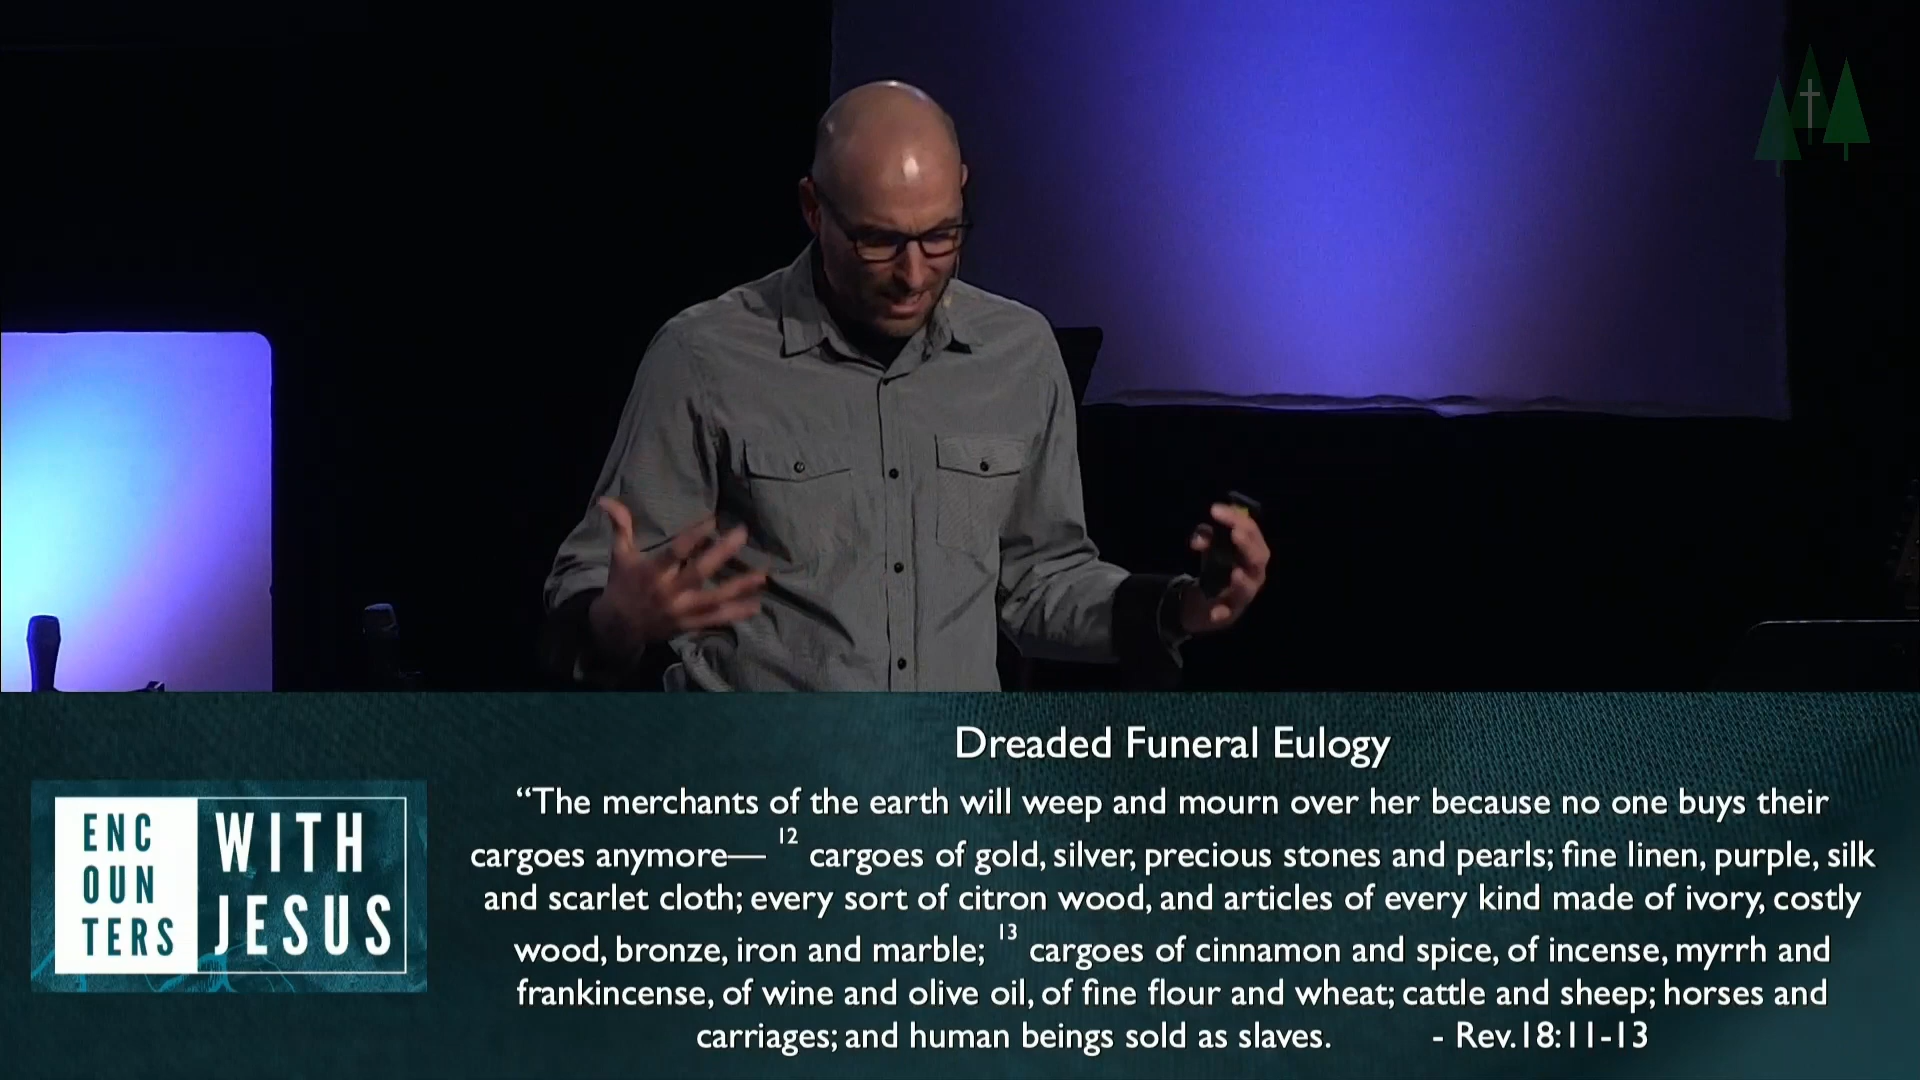 Dreaded Funeral Eulogy
“The merchants of the earth will weep and mourn over her because no one buys their
cargoes anymore— 12 cargoes of gold, silver, precious stones and pearls; fine linen, purple, silk
and scarlet cloth; every sort of citron wood, and articles of every kind made of ivory, costly
wood, bronze, iron and marble; 13 cargoes of cinnamon and spice, of incense, myrrh and
frankincense, of wine and olive oil, of fine flour and wheat; cattle and sheep; horses and
carriages; and human beings sold as slaves. - Rev.18:11-13
ENC
OUN
TERS
WITH
JESUS